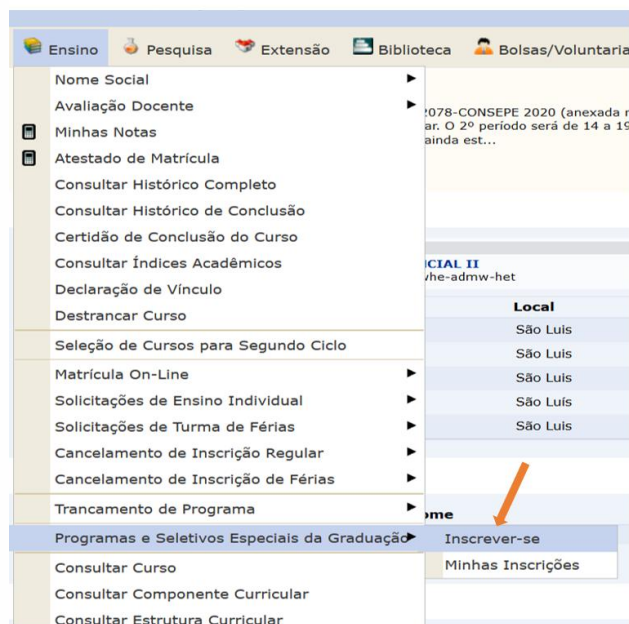 Ensino Pesquisa Extensão Biblioteca Bolsas/Voluntaria
Nome Social
Avaliação Docente
Minhas Notas
Atestado de Matrícula
Consultar Histórico Completo
Consultar Histórico de Conclusão
Certidão de Conclusão do Curso
Consultar Índices Acadêmicos
Declaração de Vínculo
Destrancar Curso
Seleção de Cursos para Segundo Ciclo
Matrícula On-Line
Solicitações de Ensino Individual
Solicitações de Turma de Férias
Cancelamento de Inscrição Regular
Cancelamento de Inscrição de Férias
Trancamento de Programa
Programas e Seletivos Especiais da Graduação
Consultar Curso
Consultar Componente Curricular
Consultar Estrutura Curricular
2078-CONSEPE 2020 (anexada
ar. O 2º período será de 14 a 19
ainda est...
CIAL II
whe-admw-het
Local
São Luis
São Luis
São Luis
São Luís
São Luis
ome
Inscrever-se
Minhas Inscrições